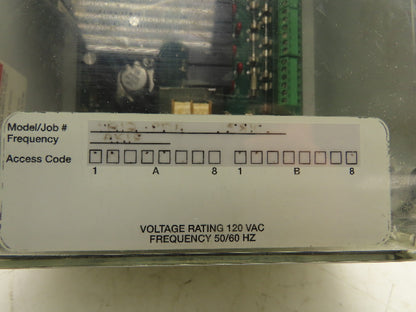 Model/Job #
Frequency
Access Code
1 A 8 1 B 8
VOLTAGE RATING 120 VAC
FREQUENCY 50/60 HZ